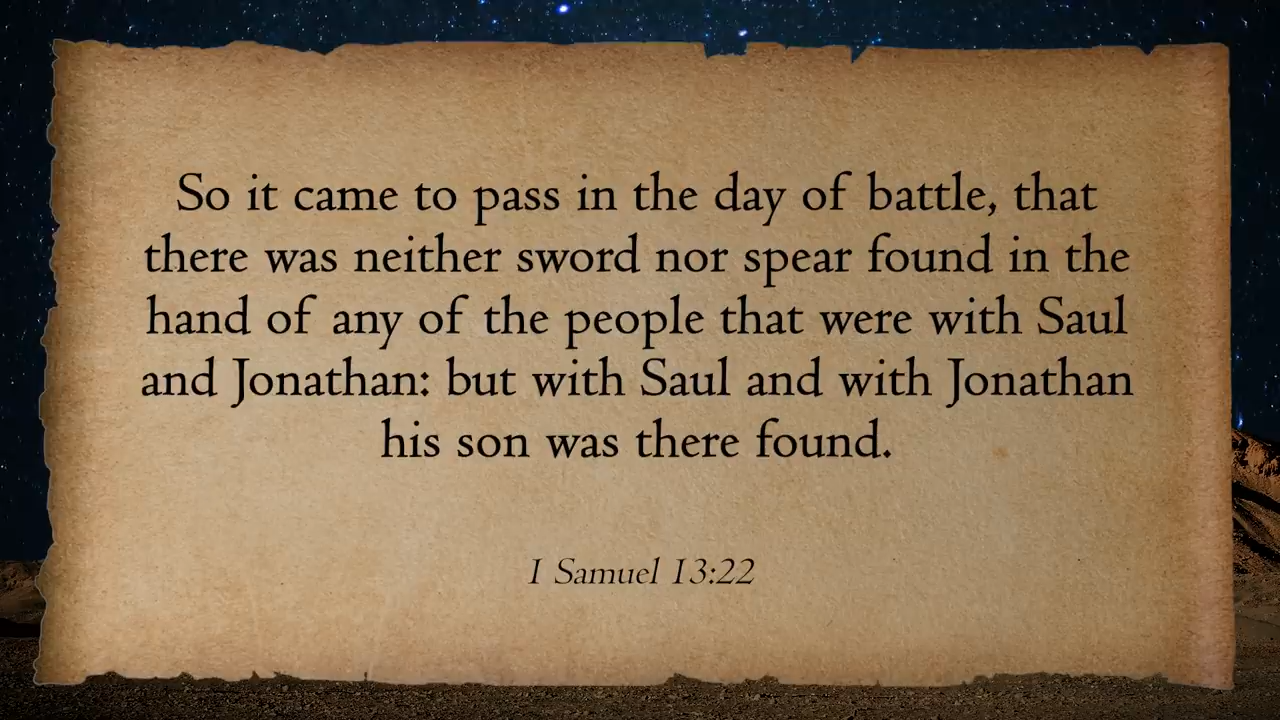 So it came to pass in the day of battle, that
there was neither sword nor spear found in the
hand of any of the people that were with Saul
and Jonathan: but with Saul and with Jonathan
his son was there found.
1 Samuel 13:22